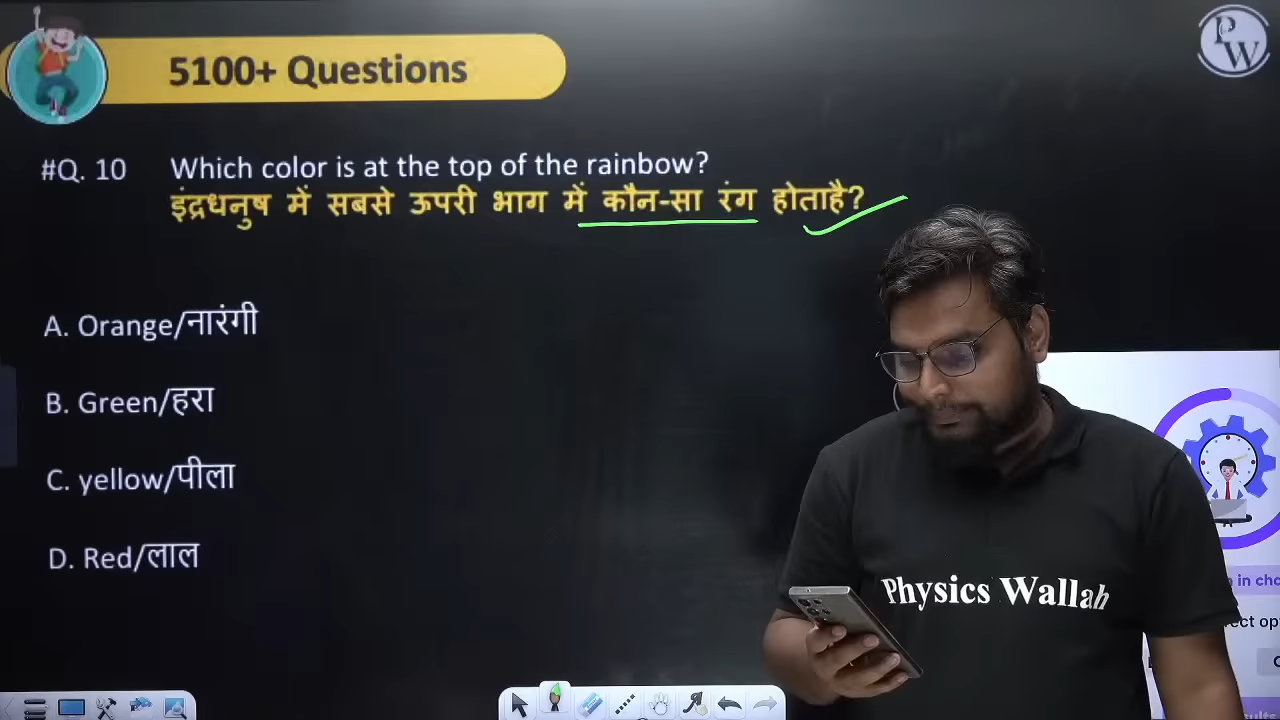 5100+ Questions
PW
#Q. 10 Which color is at the top of the rainbow?
इंद्रधनुष में सबसे ऊपरी भाग में कौन-सा रंग होताहै?
A. Orange/नारंगी
B. Green/हरा
C. yellow/पीला
D. Red/लाल
Physics Wallah